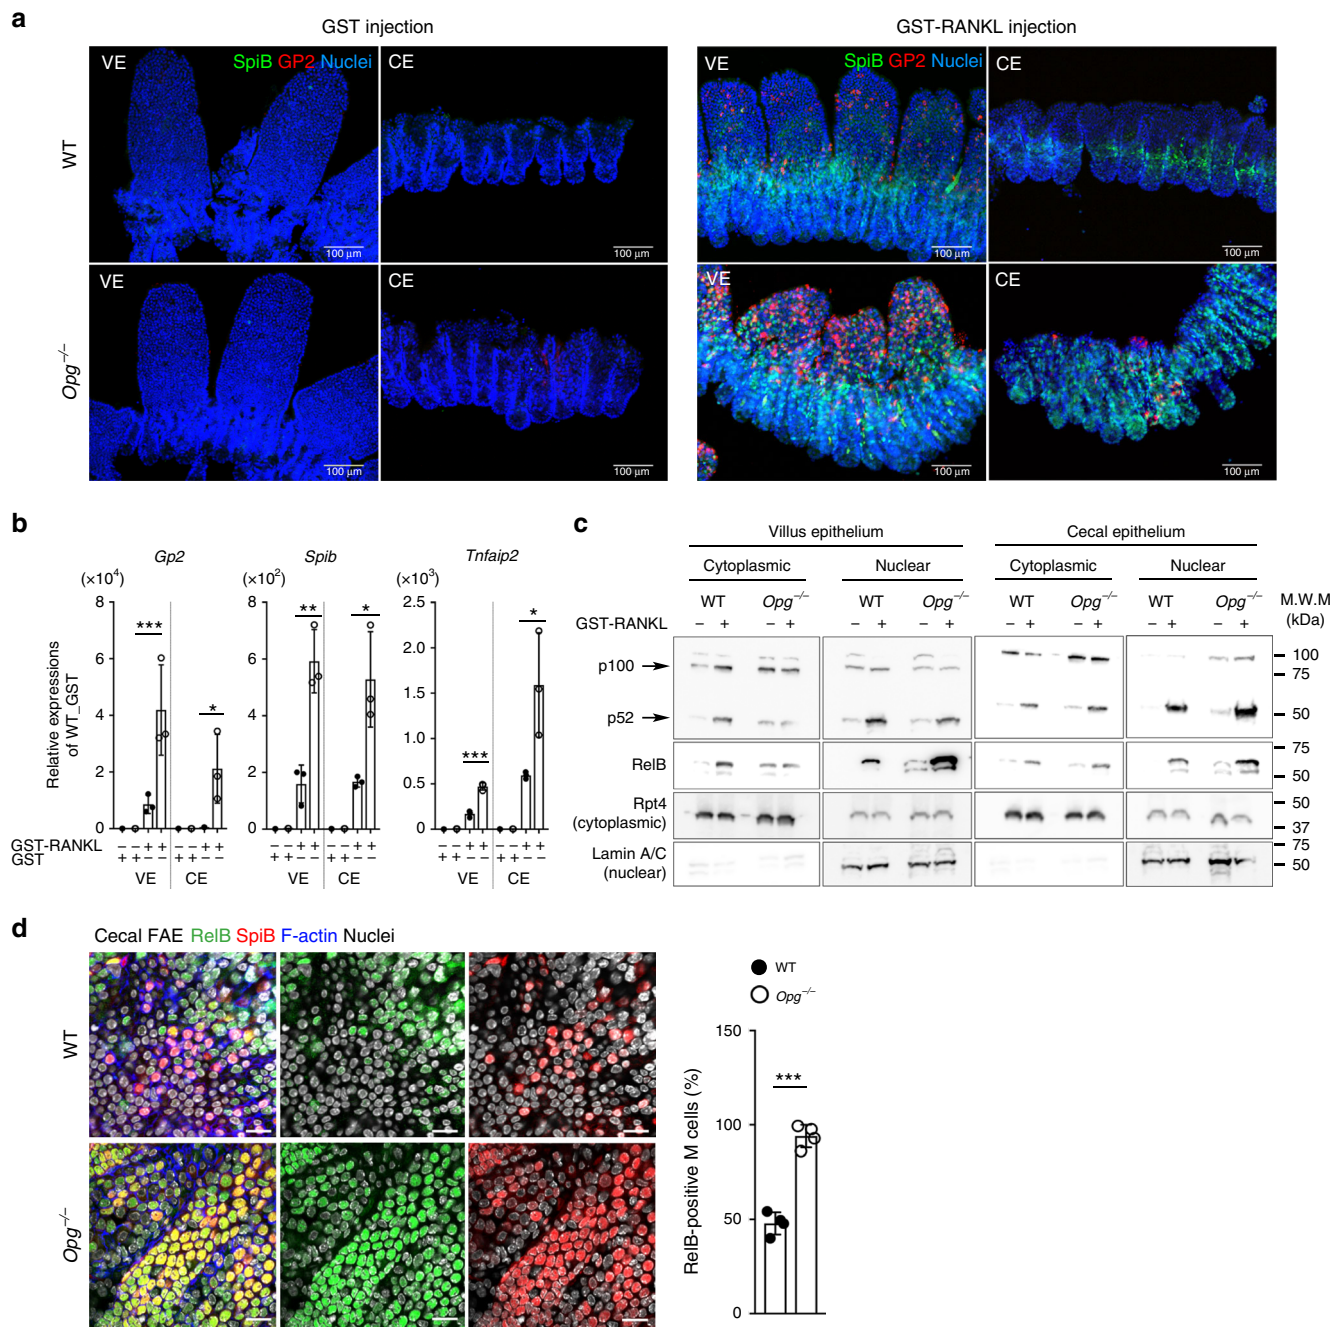 a
GST injection
GST-RANKL injection
VE
SpiB GP2 Nuclei
CE
VE
SpiB GP2 Nuclei
CE
WT
100 µm
100 µm
100 µm
100 µm
VE
CE
VE
CE
Opg−/−
100 µm
100 µm
100 µm
100 µm
b
Gp2
Spib
Tnfaip2
(×10⁴)
(×10²)
(×10³)
Relative expressions
of WT_GST
8
6
4
2
0
***
*
8
6
4
2
0
**
*
2.5
2.0
1.5
1.0
0.5
0
***
*
GST-RANKL − − + + − − + + − − + + − − + + − − + + − − + +
GST + + − − + + − − + + − − + + − − + + − − + + − −
VE CE VE CE VE CE
c
Villus epithelium
Cecal epithelium
Cytoplasmic
Nuclear
Cytoplasmic
Nuclear
WT Opg−/− WT Opg−/− WT Opg−/− WT Opg−/−
M.W.M
(kDa)
GST-RANKL − + − + − + − + − + − + − + − +
p100
100
75
p52
50
RelB
75
50
Rpt4
(cytoplasmic)
50
37
Lamin A/C
(nuclear)
75
50
d
Cecal FAE RelB SpiB F-actin Nuclei
WT
Opg−/−
WT
Opg−/−
RelB-positive M cells (%)
150
100
50
0
***